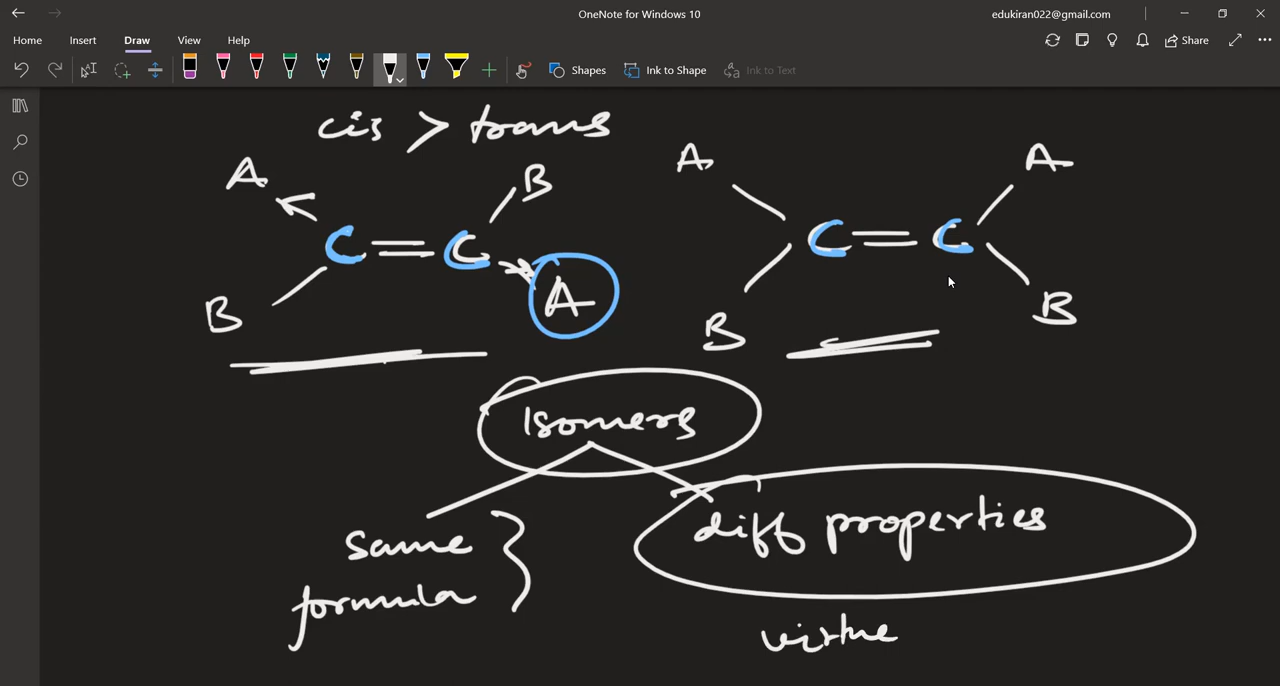 OneNote for Windows 10
edukiran022@gmail.com
Home Insert Draw View Help
Share
Shapes
Ink to Shape
Ink to Text
cis > trans
A B A A
C = C C = C
B A B B
Isomers
same formula
diff properties
virtue